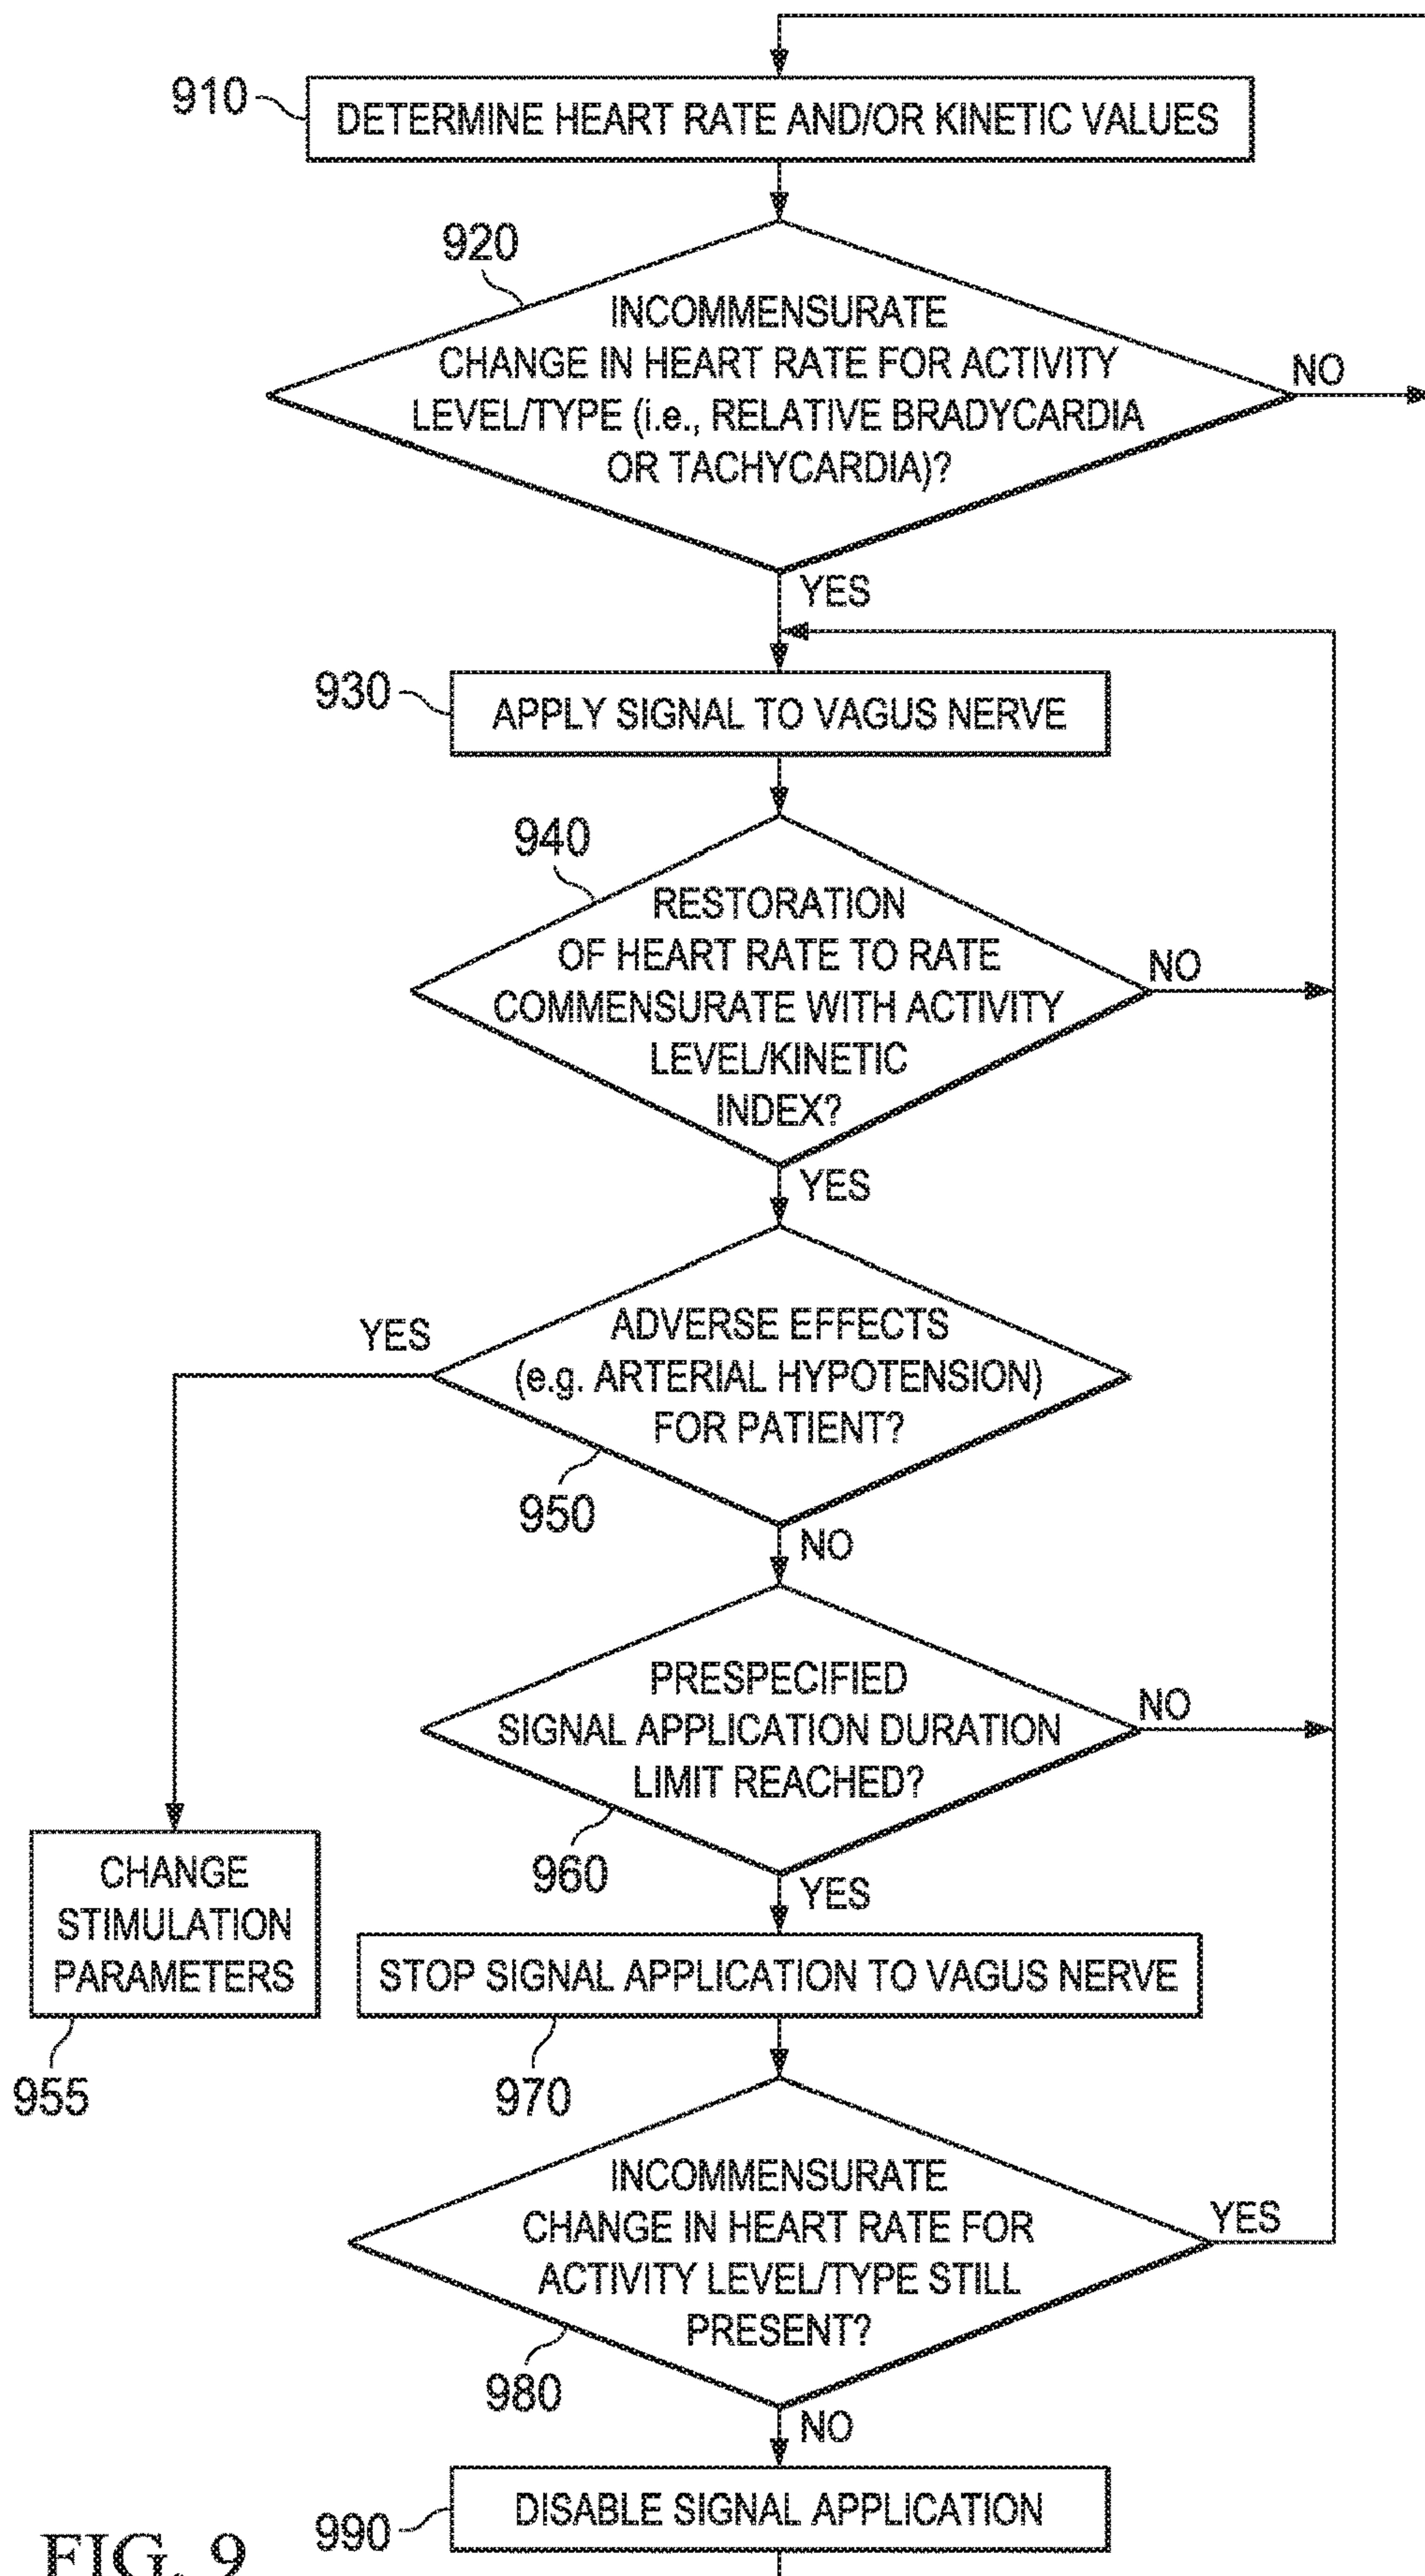 910
DETERMINE HEART RATE AND/OR KINETIC VALUES
920
INCOMMENSURATE
CHANGE IN HEART RATE FOR ACTIVITY
LEVEL/TYPE (i.e., RELATIVE BRADYCARDIA
OR TACHYCARDIA)?
NO
YES
930
APPLY SIGNAL TO VAGUS NERVE
940
RESTORATION
OF HEART RATE TO RATE
COMMENSURATE WITH ACTIVITY
LEVEL/KINETIC
INDEX?
NO
YES
YES
ADVERSE EFFECTS
(e.g. ARTERIAL HYPOTENSION)
FOR PATIENT?
950
NO
PRESPECIFIED
SIGNAL APPLICATION DURATION
LIMIT REACHED?
NO
960
YES
CHANGE
STIMULATION
PARAMETERS
955
STOP SIGNAL APPLICATION TO VAGUS NERVE
970
INCOMMENSURATE
CHANGE IN HEART RATE FOR
ACTIVITY LEVEL/TYPE STILL
PRESENT?
YES
980
NO
990
DISABLE SIGNAL APPLICATION
FIG. 9